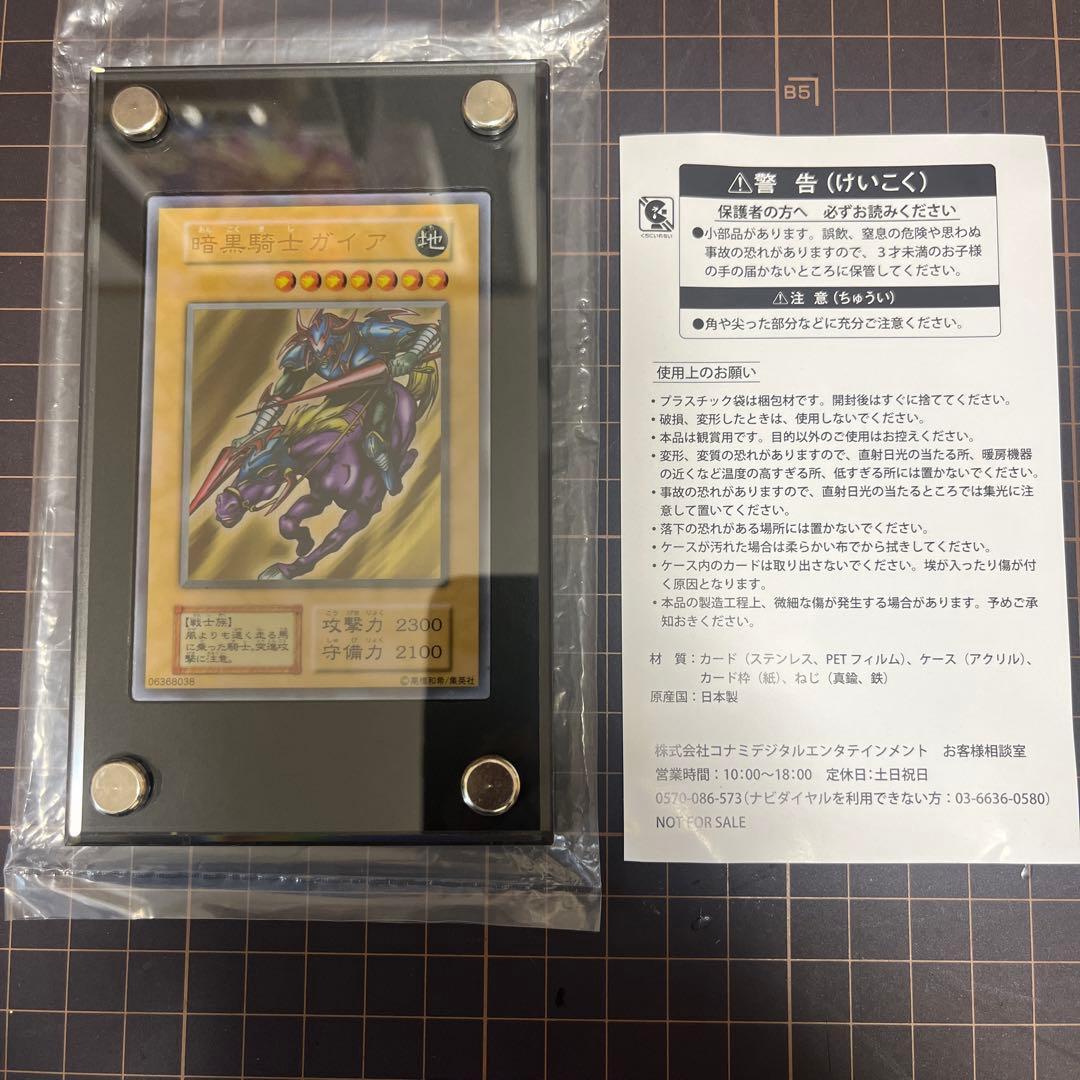 暗黒騎士ガイア
あんこくきし
地
【戦士族】
風よりも速く走る馬
に乗った騎士。突進攻
撃に注意。
こうげきりょく
攻撃力 2300
しゅびりょく
守備力 2100
06368038
©高橋和希/集英社
B5
⚠警 告(けいこく)
くちにいれない
保護者の方へ 必ずお読みください
●小部品があります。誤飲、窒息の危険や思わぬ
事故の恐れがありますので、3才未満のお子様
の手の届かないところに保管してください。
⚠注 意(ちゅうい)
●角や尖った部分などに充分ご注意ください。
使用上のお願い
・プラスチック袋は梱包材です。開封後はすぐに捨ててください。
・破損、変形したときは、使用しないでください。
・本品は観賞用です。目的以外のご使用はお控えください。
・変形、変質の恐れがありますので、直射日光の当たる所、暖房機器
の近くなど温度の高すぎる所、低すぎる所には置かないでください。
・事故の恐れがありますので、直射日光の当たるところでは集光に注
意して置いてください。
・落下の恐れがある場所には置かないでください。
・ケースが汚れた場合は柔らかい布でから拭きしてください。
・ケース内のカードは取り出さないでください。埃が入ったり傷が付
く原因となります。
・本品の製造工程上、微細な傷が発生する場合があります。予めご承
知おきください。
材 質:カード(ステンレス、PETフィルム)、ケース(アクリル)、
カード枠(紙)、ねじ(真鍮、鉄)
原産国:日本製
株式会社コナミデジタルエンタテインメント お客様相談室
営業時間:10:00~18:00 定休日:土日祝日
0570-086-573(ナビダイヤルを利用できない方:03-6636-0580)
NOT FOR SALE